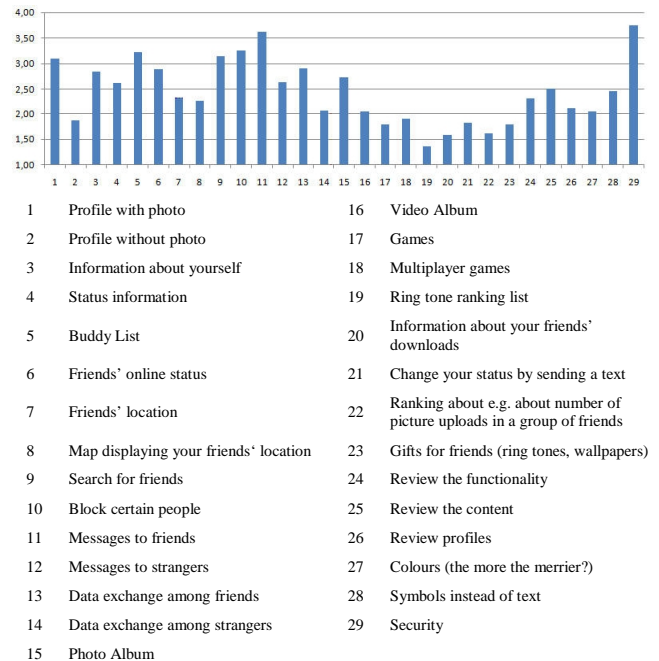 4,00
3,50
3,00
2,50
2,00
1,50
1,00
1 2 3 4 5 6 7 8 9 10 11 12 13 14 15 16 17 18 19 20 21 22 23 24 25 26 27 28 29
1 Profile with photo
2 Profile without photo
3 Information about yourself
4 Status information
5 Buddy List
6 Friends' online status
7 Friends' location
8 Map displaying your friends‘ location
9 Search for friends
10 Block certain people
11 Messages to friends
12 Messages to strangers
13 Data exchange among friends
14 Data exchange among strangers
15 Photo Album
16 Video Album
17 Games
18 Multiplayer games
19 Ring tone ranking list
20 Information about your friends’
downloads
21 Change your status by sending a text
22 Ranking about e.g. about number of
picture uploads in a group of friends
23 Gifts for friends (ring tones, wallpapers)
24 Review the functionality
25 Review the content
26 Review profiles
27 Colours (the more the merrier?)
28 Symbols instead of text
29 Security